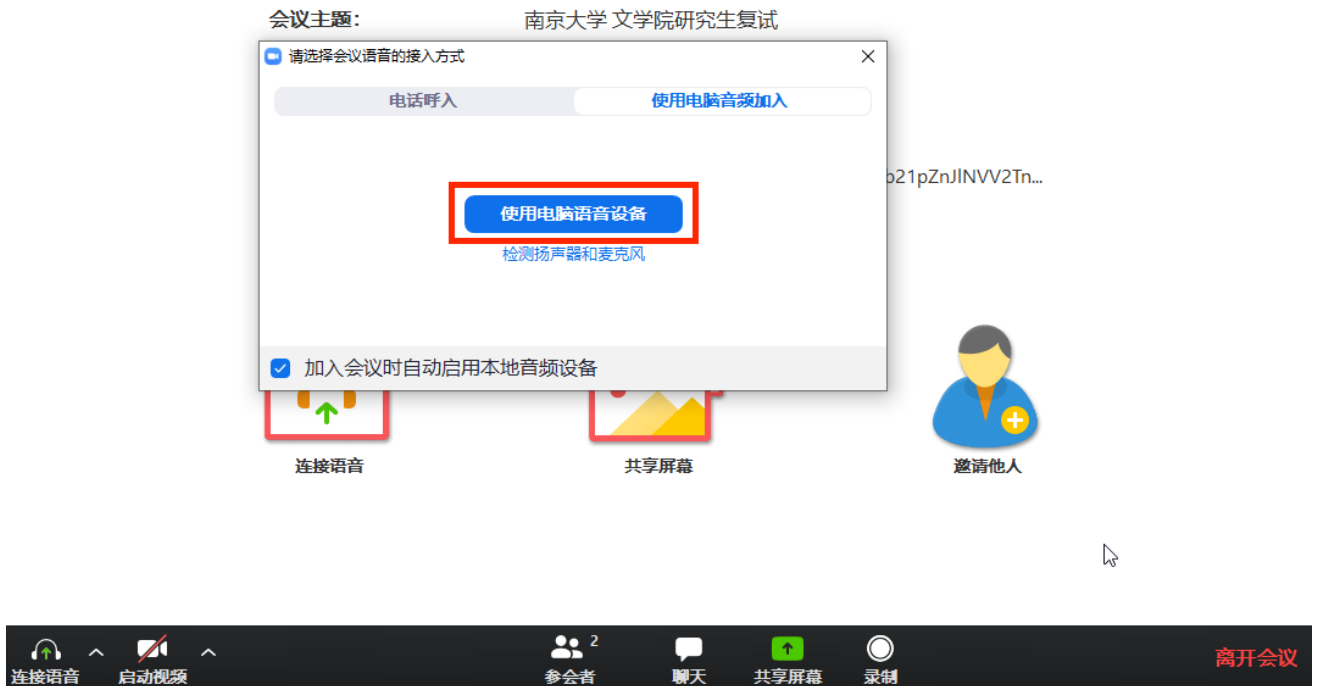 会议主题： 南京大学 文学院研究生复试
请选择会议语音的接入方式
电话呼入 使用电脑音频加入
b21pZnJlNVV2Tn...
使用电脑语音设备
检测扬声器和麦克风
加入会议时自动启用本地音频设备
连接语音 共享屏幕 邀请他人
2
连接语音 启动视频 参会者 聊天 共享屏幕 录制 离开会议